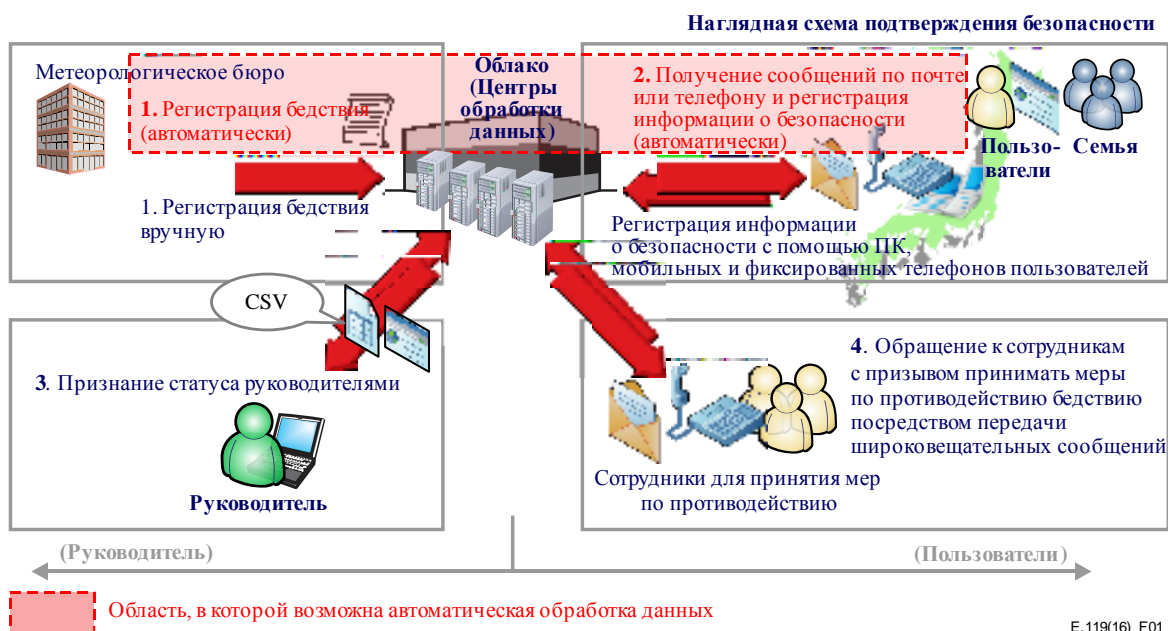 Наглядная схема подтверждения безопасности
Метеорологическое бюро
1. Регистрация бедствия
(автоматически)
Облако
(Центры
обработки
данных)
2. Получение сообщений по почте
или телефону и регистрация
информации о безопасности
(автоматически)
Пользо-
ватели
Семья
1. Регистрация бедствия
вручную
Регистрация информации
о безопасности с помощью ПК,
мобильных и фиксированных телефонов пользователей
CSV
3. Признание статуса руководителями
Руководитель
4. Обращение к сотрудникам
с призывом принимать меры
по противодействию бедствию
посредством передачи
широковещательных сообщений
Сотрудники для принятия мер
по противодействию
(Руководитель)
(Пользователи)
Область, в которой возможна автоматическая обработка данных
E.119(16)_F01